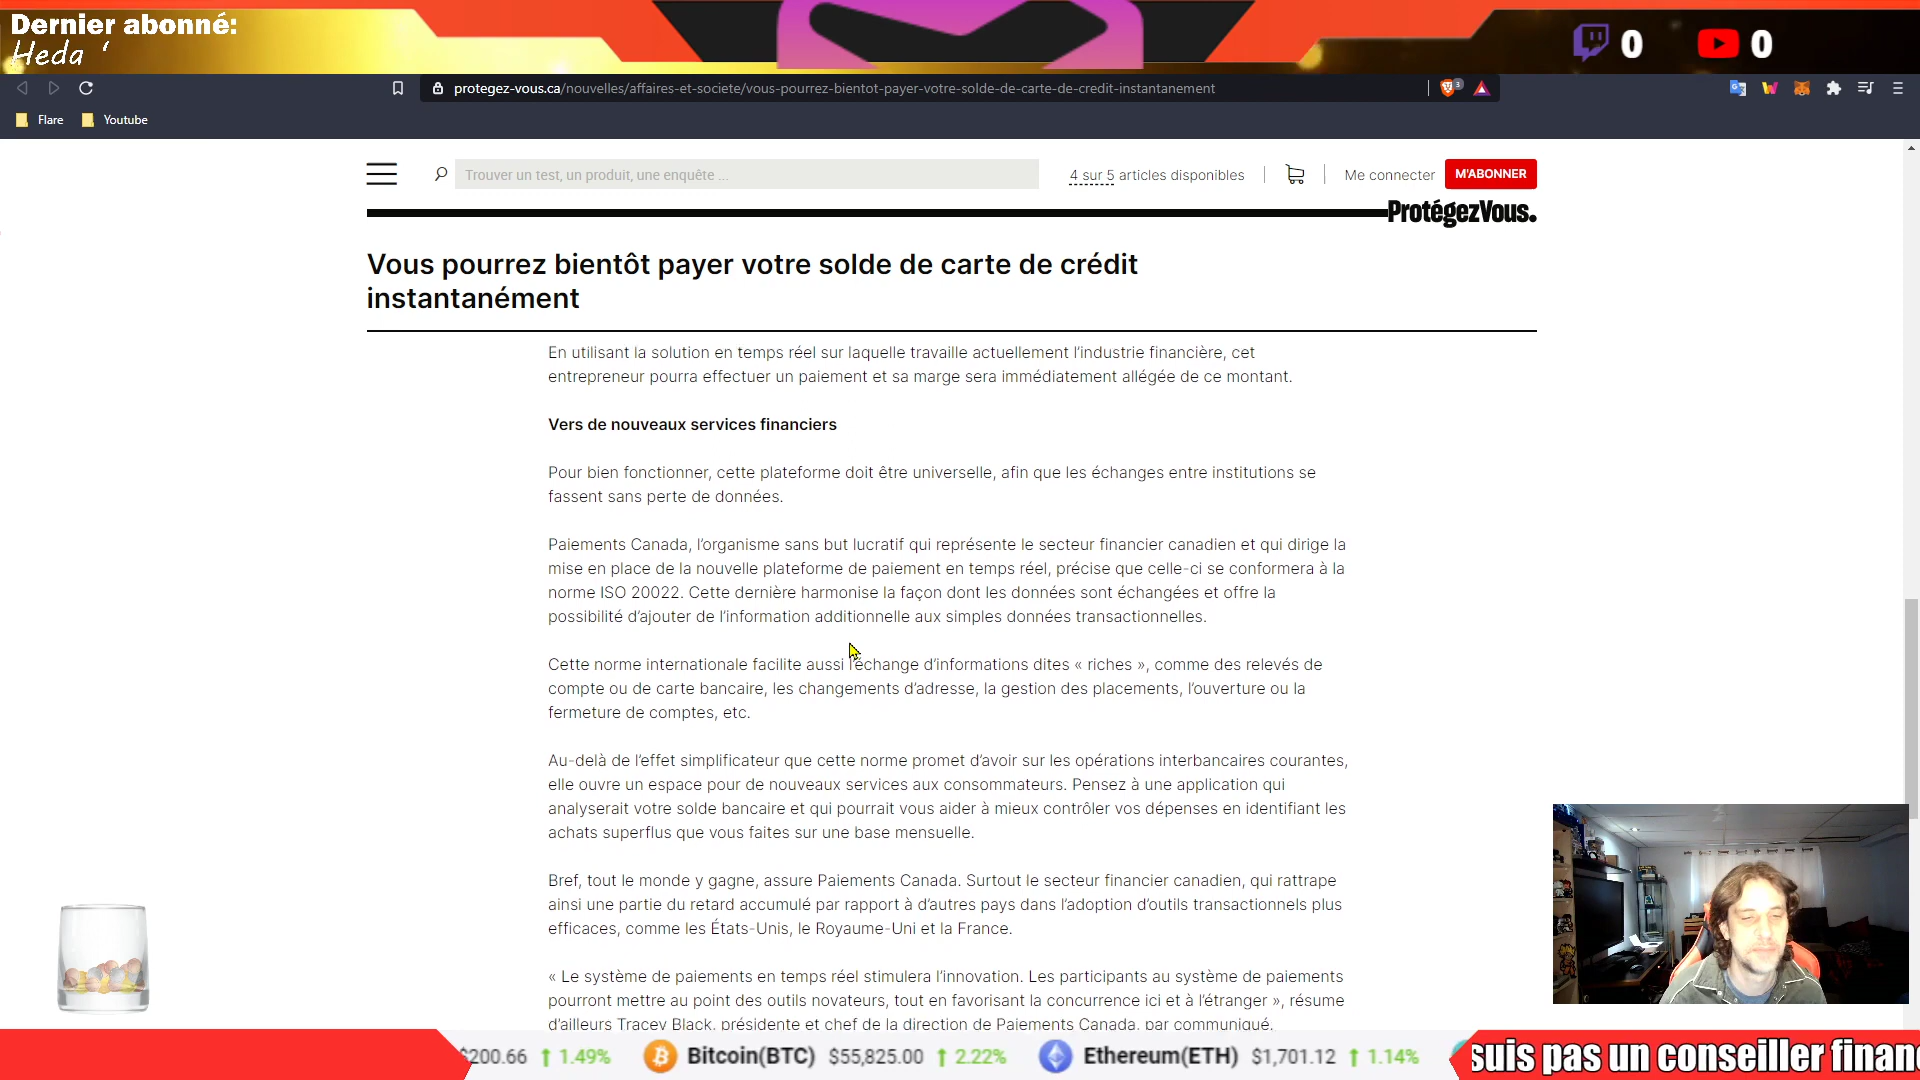 Dernier abonné:
Heda ‘
0
0
protegez-vous.ca/nouvelles/affaires-et-societe/vous-pourrez-bientot-payer-votre-solde-de-carte-de-credit-instantanement
3
Flare
Youtube
Trouver un test, un produit, une enquête ...
4 sur 5 articles disponibles
Me connecter
M'ABONNER
ProtégezVous.
Vous pourrez bientôt payer votre solde de carte de crédit
instantanément
En utilisant la solution en temps réel sur laquelle travaille actuellement l’industrie financière, cet
entrepreneur pourra effectuer un paiement et sa marge sera immédiatement allégée de ce montant.
Vers de nouveaux services financiers
Pour bien fonctionner, cette plateforme doit être universelle, afin que les échanges entre institutions se
fassent sans perte de données.
Paiements Canada, l’organisme sans but lucratif qui représente le secteur financier canadien et qui dirige la
mise en place de la nouvelle plateforme de paiement en temps réel, précise que celle-ci se conformera à la
norme ISO 20022. Cette dernière harmonise la façon dont les données sont échangées et offre la
possibilité d’ajouter de l’information additionnelle aux simples données transactionnelles.
Cette norme internationale facilite aussi l’échange d’informations dites « riches », comme des relevés de
compte ou de carte bancaire, les changements d’adresse, la gestion des placements, l’ouverture ou la
fermeture de comptes, etc.
Au-delà de l’effet simplificateur que cette norme promet d’avoir sur les opérations interbancaires courantes,
elle ouvre un espace pour de nouveaux services aux consommateurs. Pensez à une application qui
analyserait votre solde bancaire et qui pourrait vous aider à mieux contrôler vos dépenses en identifiant les
achats superflus que vous faites sur une base mensuelle.
Bref, tout le monde y gagne, assure Paiements Canada. Surtout le secteur financier canadien, qui rattrape
ainsi une partie du retard accumulé par rapport à d’autres pays dans l’adoption d’outils transactionnels plus
efficaces, comme les États-Unis, le Royaume-Uni et la France.
« Le système de paiements en temps réel stimulera l’innovation. Les participants au système de paiements
pourront mettre au point des outils novateurs, tout en favorisant la concurrence ici et à l’étranger », résume
d’ailleurs Tracey Black, présidente et chef de la direction de Paiements Canada, par communiqué.
$200.66 1.49% Bitcoin(BTC) $55,825.00 2.22% Ethereum(ETH) $1,701.12 1.14%
suis pas un conseiller financ